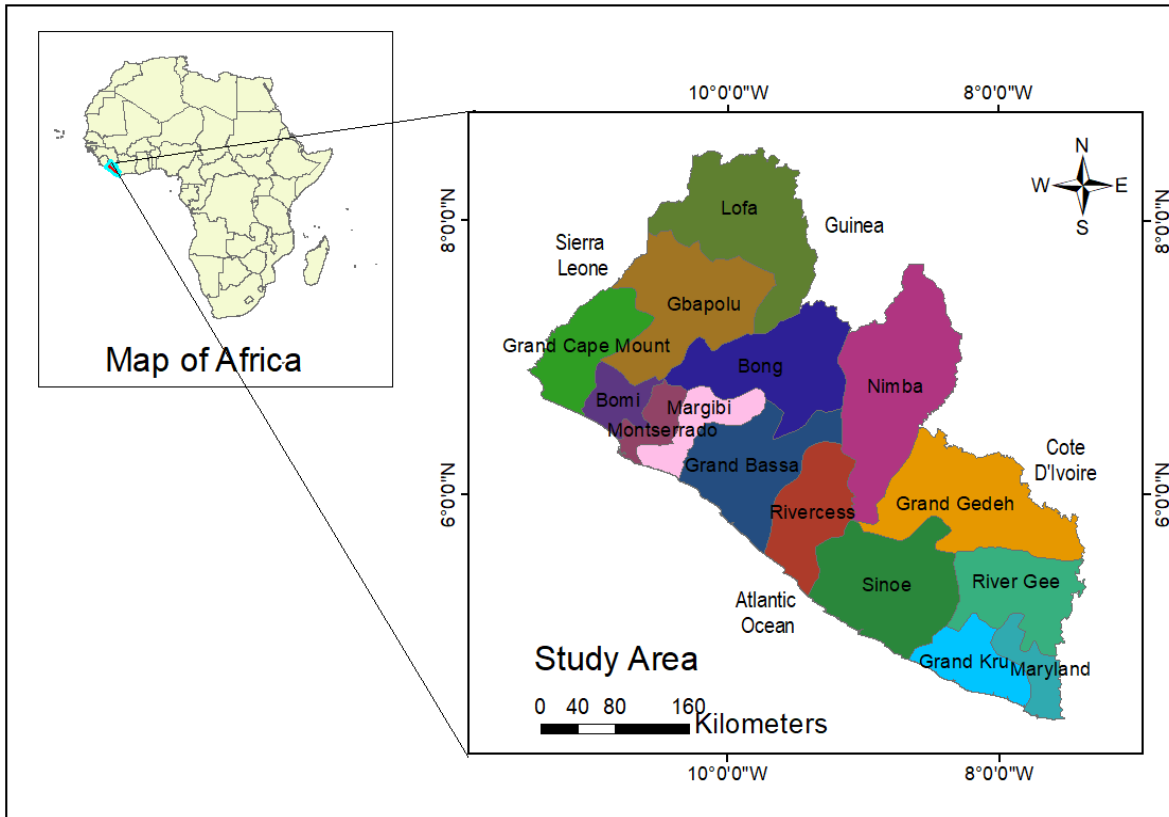 Map of Africa
10°0'0"W
8°0'0"W
8°0'0"N
8°0'0"N
6°0'0"N
6°0'0"N
N
W
E
S
Lofa
Guinea
Sierra
Leone
Gbapolu
Grand Cape Mount
Bong
Nimba
Bomi
Margibi
Montserrado
Grand Bassa
Cote
D'Ivoire
Grand Gedeh
Rivercess
Sinoe
River Gee
Atlantic
Ocean
Grand Kru
Maryland
Study Area
0 40 80 160
Kilometers
10°0'0"W
8°0'0"W